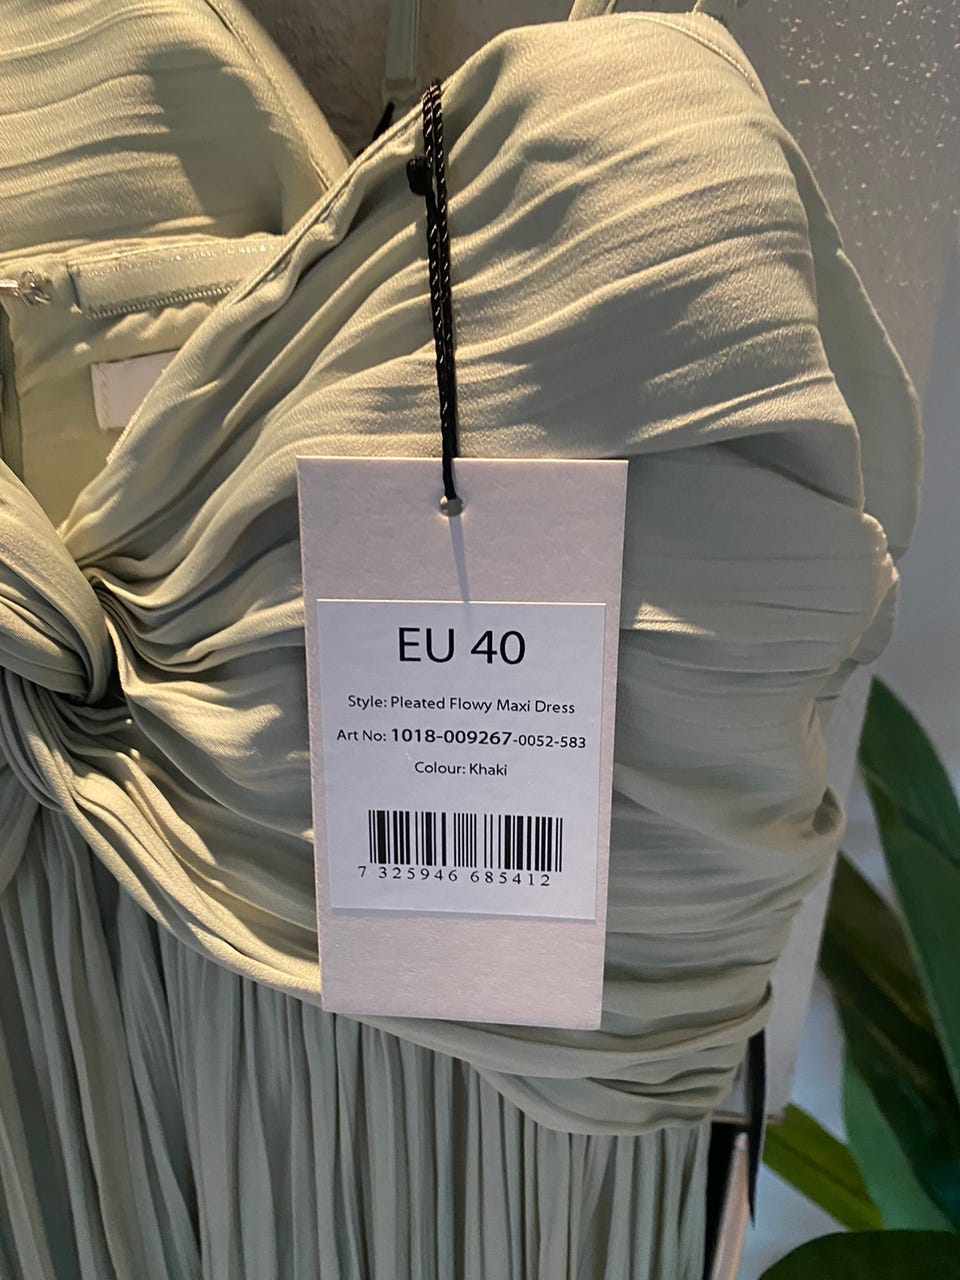 EU 40
Style: Pleated Flowy Maxi Dress
Art No: 1018-009267-0052-583
Colour: Khaki
7 325946 685412